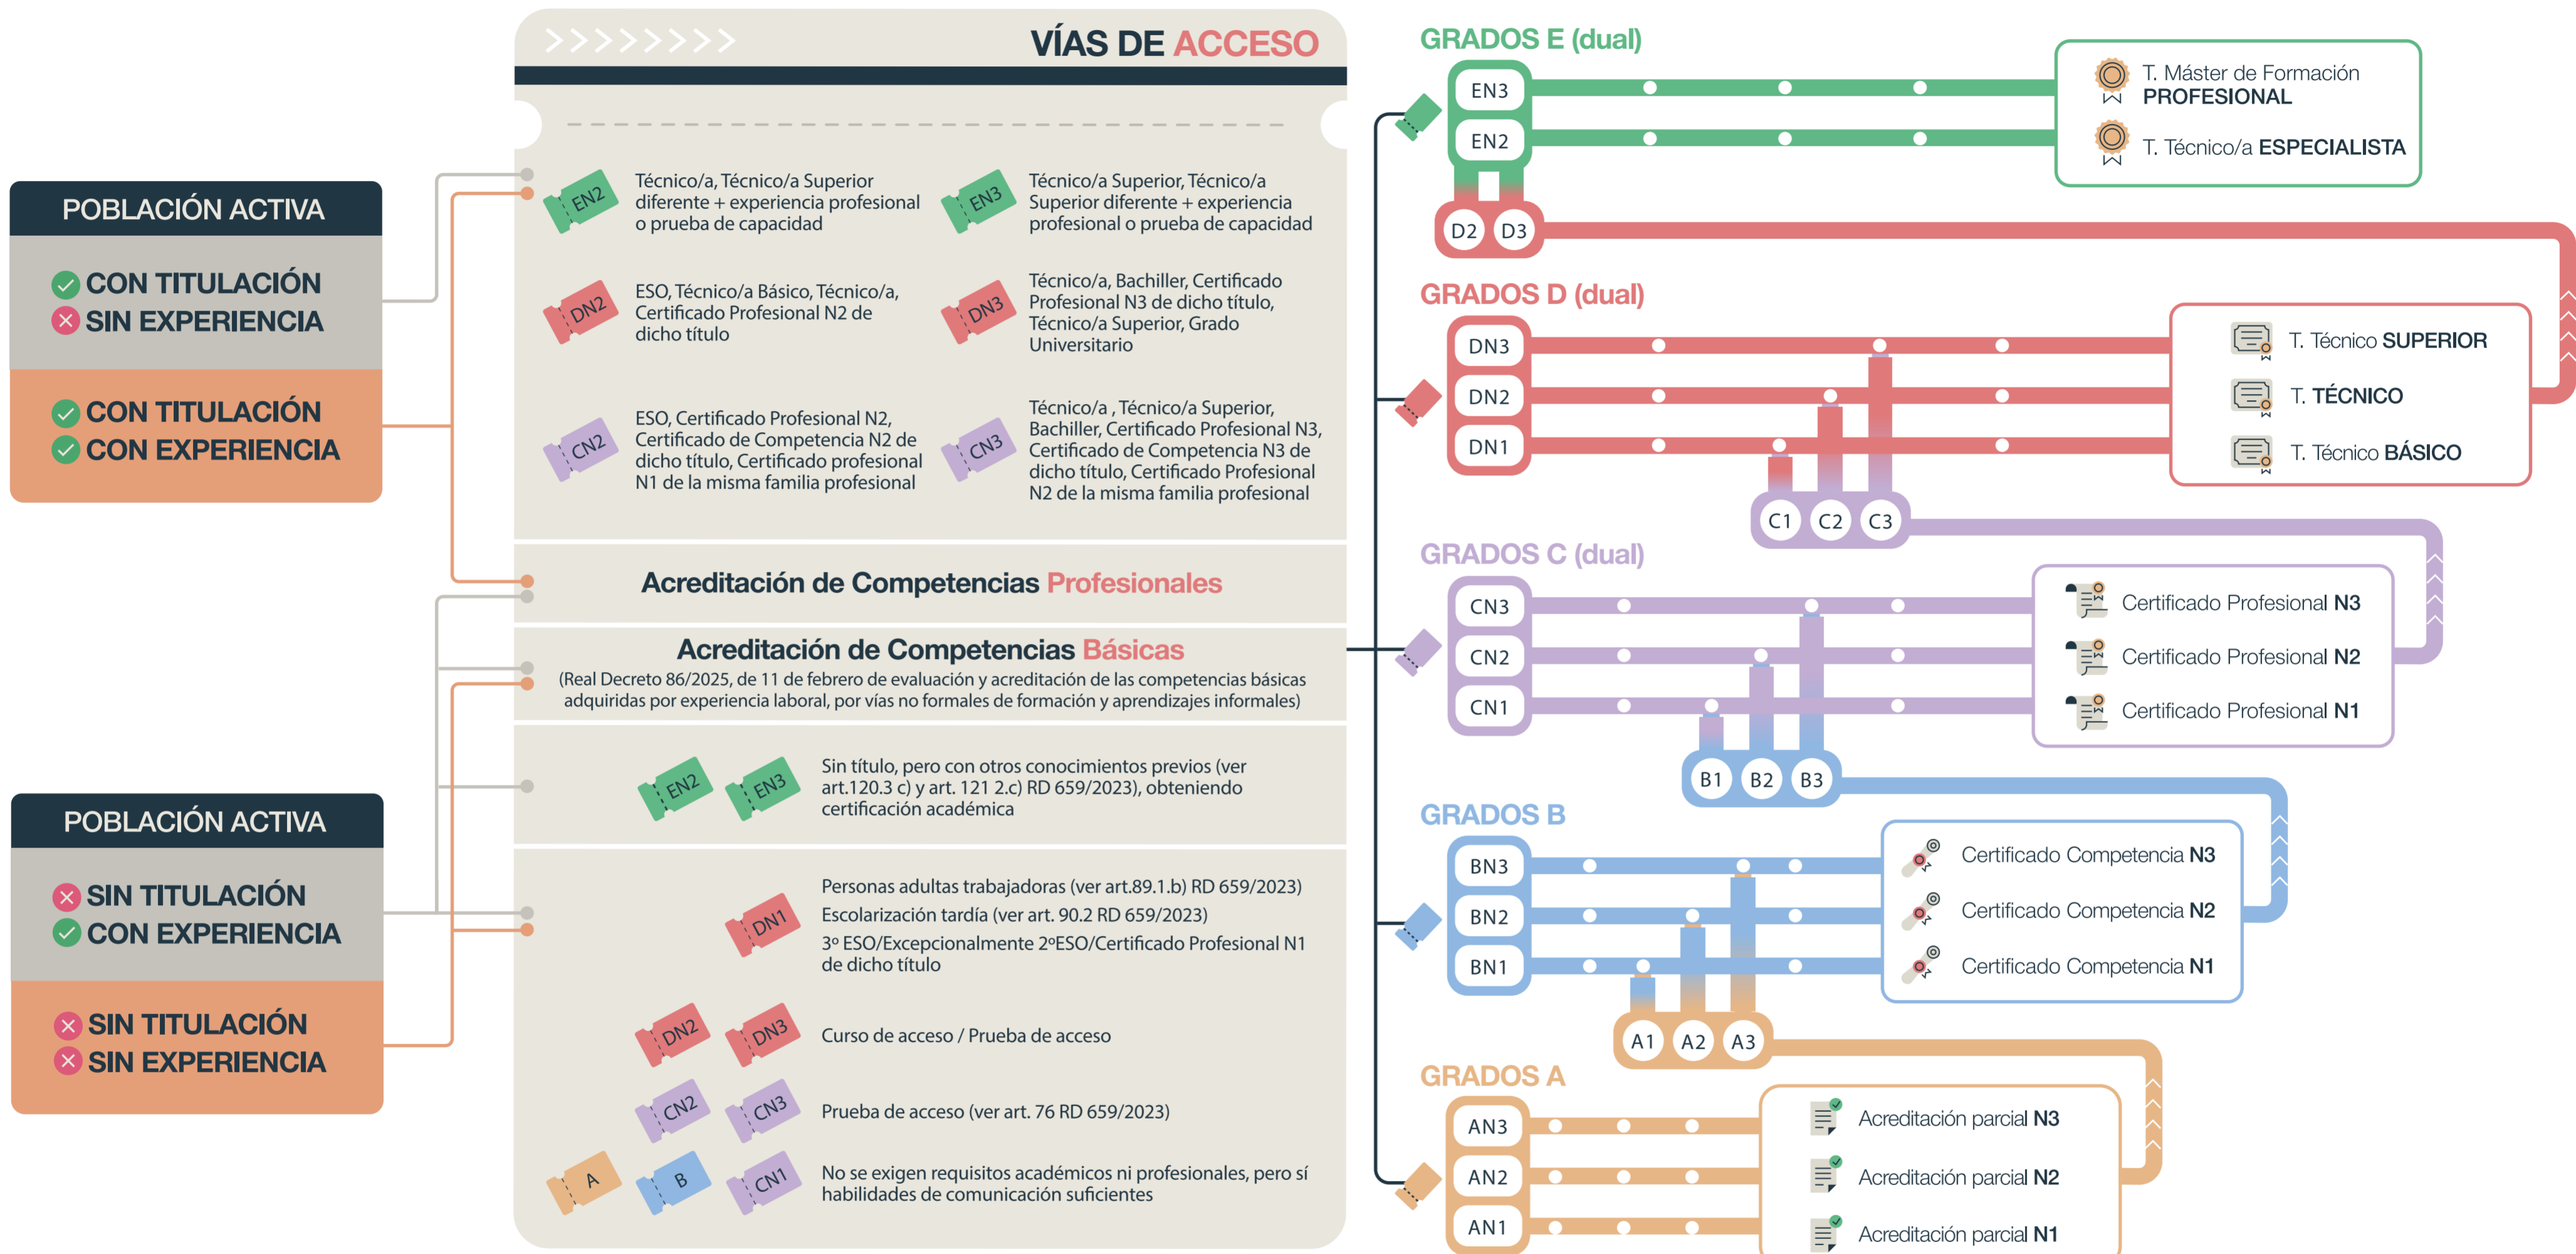 POBLACIÓN ACTIVA
CON TITULACIÓN
SIN EXPERIENCIA
CON TITULACIÓN
CON EXPERIENCIA
POBLACIÓN ACTIVA
SIN TITULACIÓN
CON EXPERIENCIA
SIN TITULACIÓN
SIN EXPERIENCIA
VÍAS DE ACCESO
EN2
Técnico/a, Técnico/a Superior
diferente + experiencia profesional
o prueba de capacidad
EN3
Técnico/a Superior, Técnico/a
Superior diferente + experiencia
profesional o prueba de capacidad
DN2
ESO, Técnico/a Básico, Técnico/a,
Certificado Profesional N2 de
dicho título
DN3
Técnico/a, Bachiller, Certificado
Profesional N3 de dicho título,
Técnico/a Superior, Grado
Universitario
CN2
ESO, Certificado Profesional N2,
Certificado de Competencia N2 de
dicho título, Certificado profesional
N1 de la misma familia profesional
CN3
Técnico/a , Técnico/a Superior,
Bachiller, Certificado Profesional N3,
Certificado de Competencia N3 de
dicho título, Certificado Profesional
N2 de la misma familia profesional
Acreditación de Competencias Profesionales
Acreditación de Competencias Básicas
(Real Decreto 86/2025, de 11 de febrero de evaluación y acreditación de las competencias básicas
adquiridas por experiencia laboral, por vías no formales de formación y aprendizajes informales)
EN2
EN3
Sin título, pero con otros conocimientos previos (ver
art.120.3 c) y art. 121 2.c) RD 659/2023), obteniendo
certificación académica
DN1
Personas adultas trabajadoras (ver art.89.1.b) RD 659/2023)
Escolarización tardía (ver art. 90.2 RD 659/2023)
3º ESO/Excepcionalmente 2ºESO/Certificado Profesional N1
de dicho título
DN2
DN3
Curso de acceso / Prueba de acceso
CN2
CN3
Prueba de acceso (ver art. 76 RD 659/2023)
A
B
CN1
No se exigen requisitos académicos ni profesionales, pero sí
habilidades de comunicación suficientes
GRADOS E (dual)
EN3
EN2
T. Máster de Formación
PROFESIONAL
T. Técnico/a ESPECIALISTA
D2
D3
GRADOS D (dual)
DN3
DN2
DN1
T. Técnico SUPERIOR
T. TÉCNICO
T. Técnico BÁSICO
C1
C2
C3
GRADOS C (dual)
CN3
CN2
CN1
Certificado Profesional N3
Certificado Profesional N2
Certificado Profesional N1
B1
B2
B3
GRADOS B
BN3
BN2
BN1
Certificado Competencia N3
Certificado Competencia N2
Certificado Competencia N1
A1
A2
A3
GRADOS A
AN3
AN2
AN1
Acreditación parcial N3
Acreditación parcial N2
Acreditación parcial N1